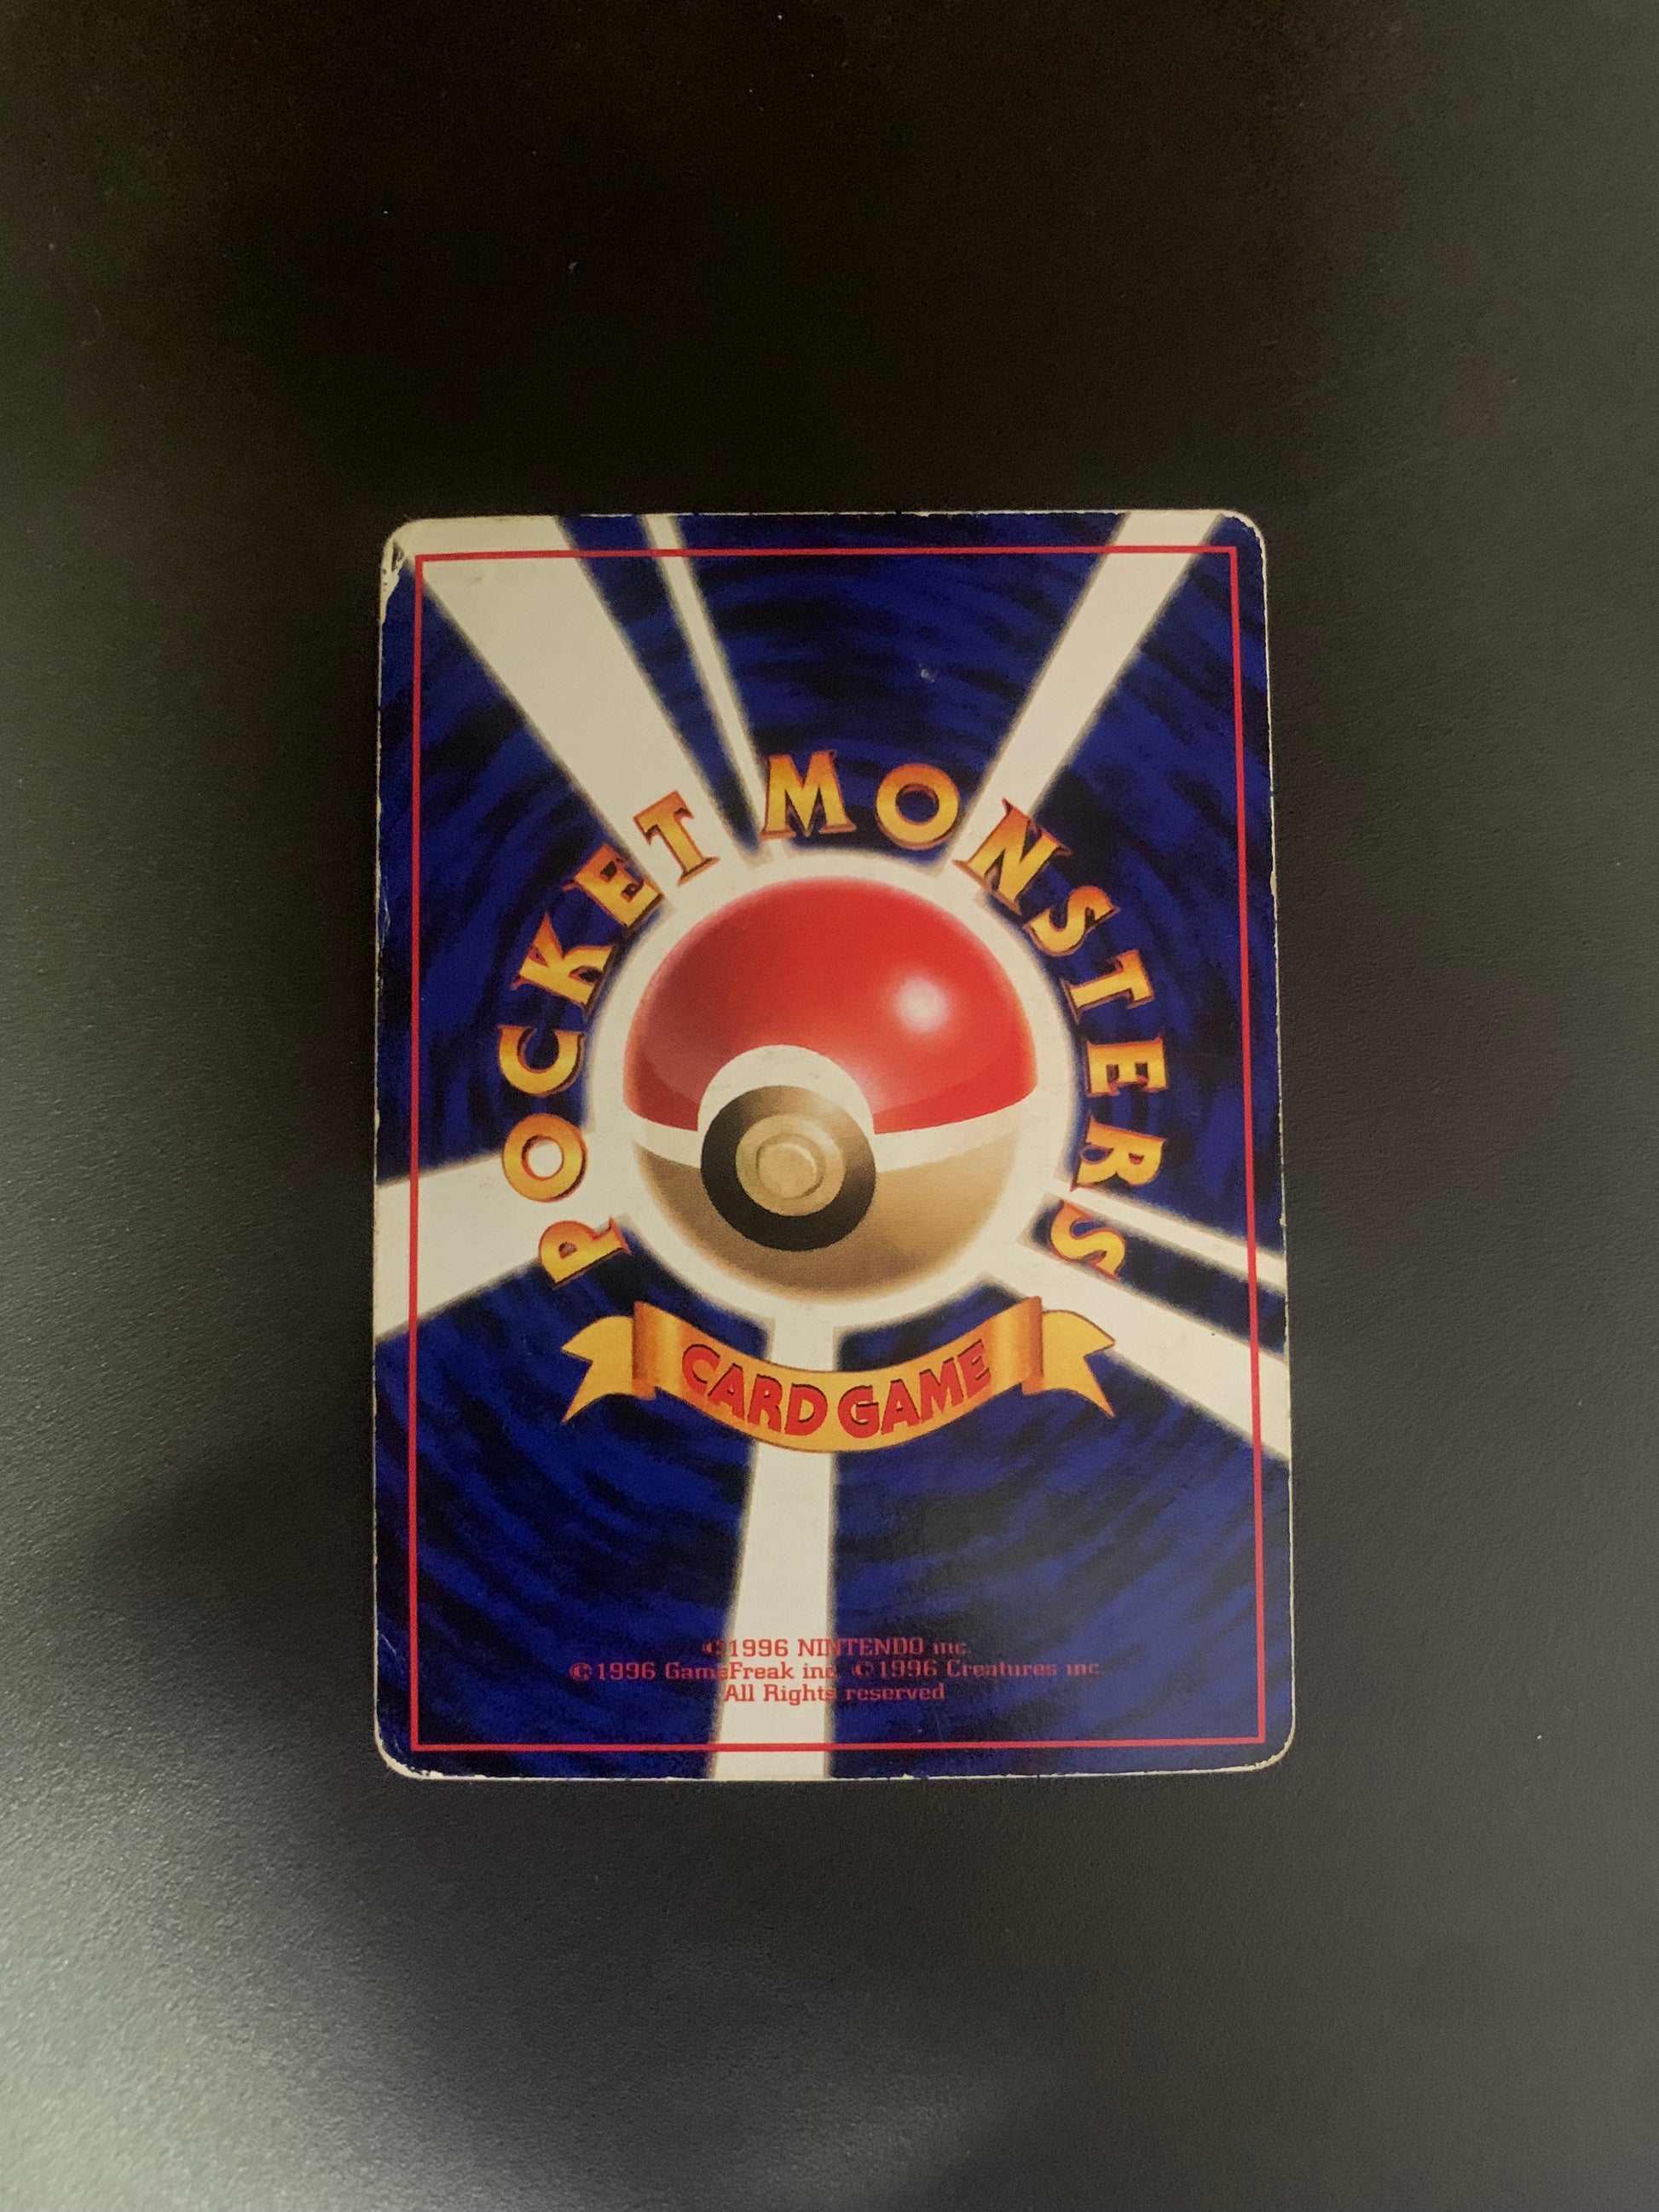 POCKET MONSTERS
CARD GAME
©1996 NINTENDO inc.
©1996 GameFreak inc. ©1996 Creatures inc.
All Rights reserved